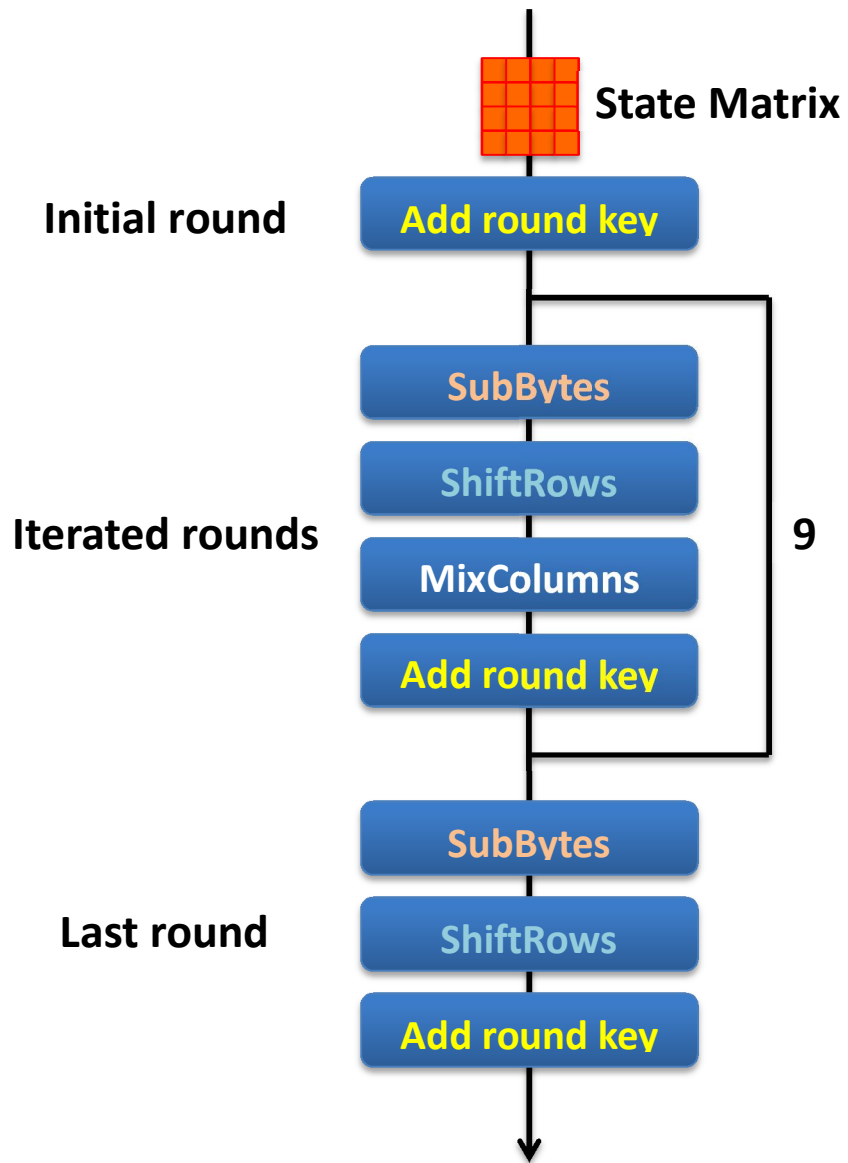 State Matrix
Initial round
Add round key
SubBytes
ShiftRows
Iterated rounds
9
MixColumns
Add round key
SubBytes
Last round
ShiftRows
Add round key